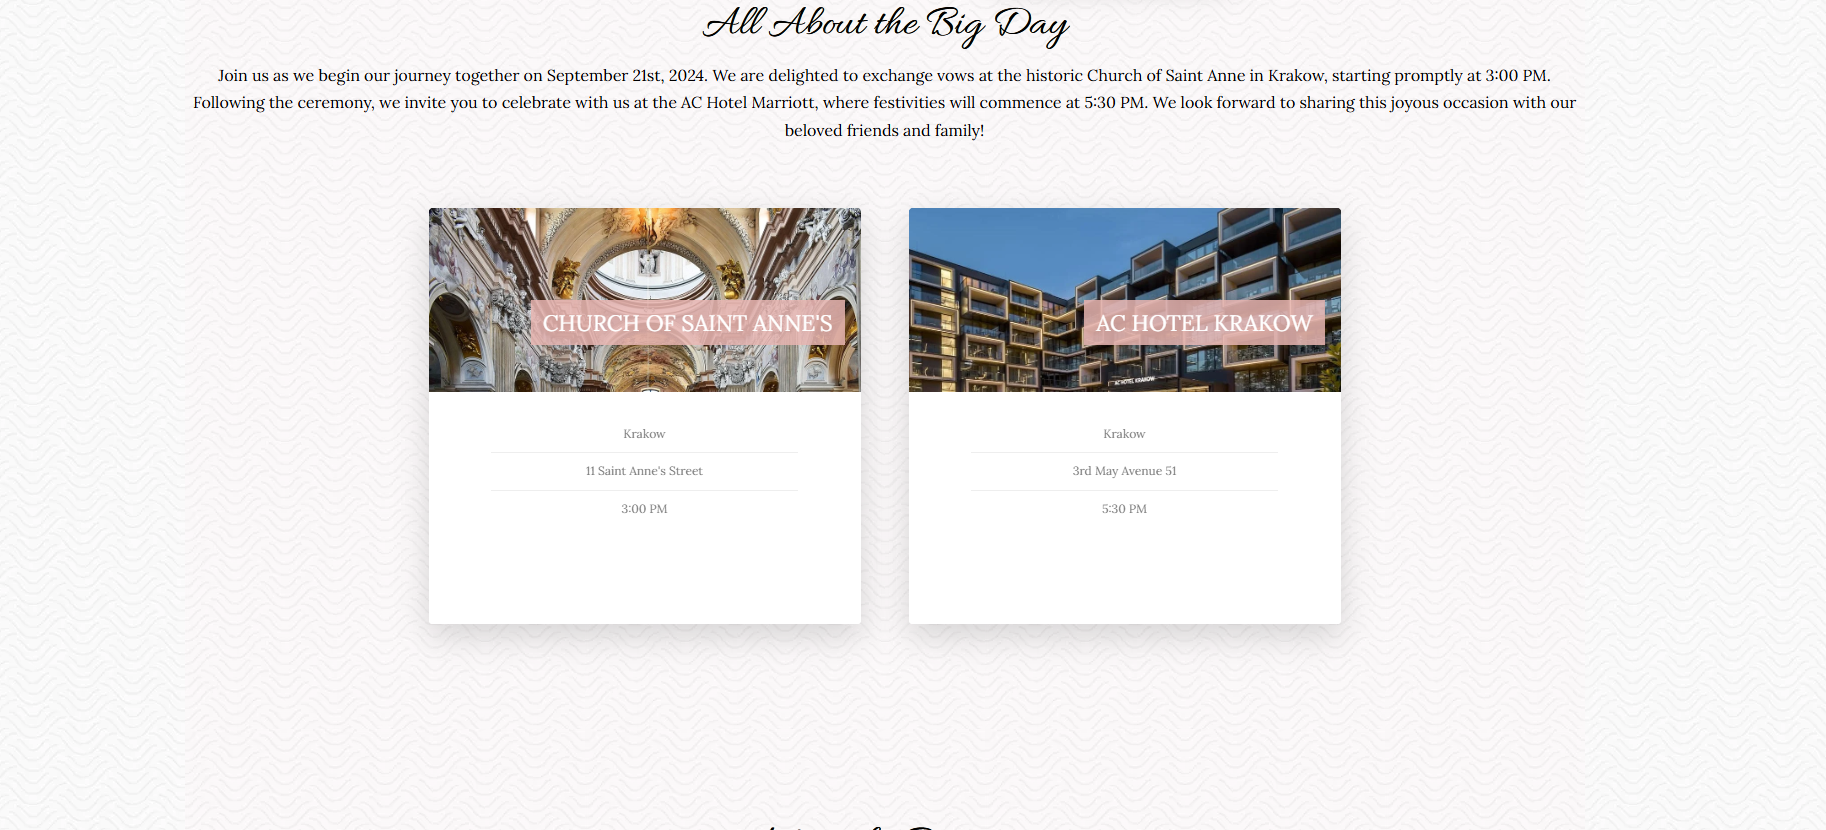 All About the Big Day
Join us as we begin our journey together on September 21st, 2024. We are delighted to exchange vows at the historic Church of Saint Anne in Krakow, starting promptly at 3:00 PM.
Following the ceremony, we invite you to celebrate with us at the AC Hotel Marriott, where festivities will commence at 5:30 PM. We look forward to sharing this joyous occasion with our
beloved friends and family!
CHURCH OF SAINT ANNE'S
Krakow
11 Saint Anne's Street
3:00 PM
AC HOTEL KRAKOW
AC HOTEL KRAKOW
Krakow
3rd May Avenue 51
5:30 PM